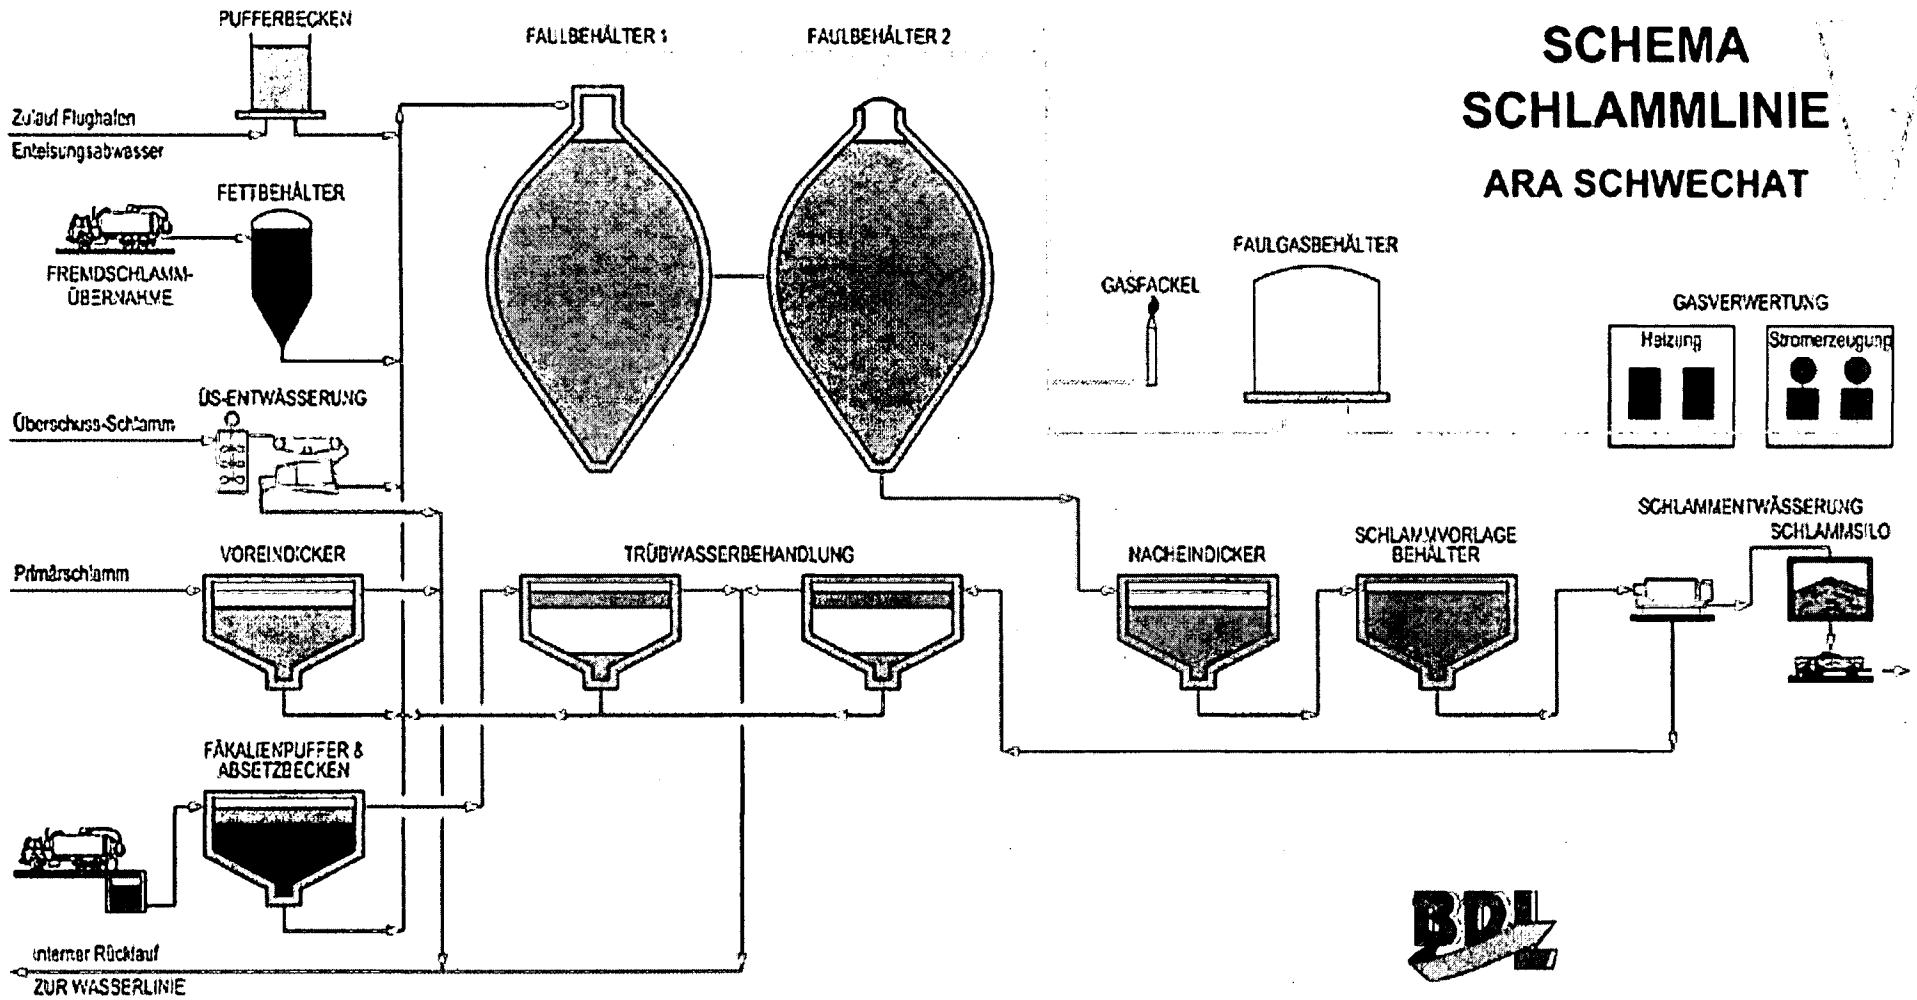 PUFFERBECKEN
FAULBEHÄLTER 1
FAULBEHÄLTER 2
SCHEMA
SCHLAMMLINIE
ARA SCHWECHAT
Zulauf Flughafen
Enteisungsabwasser
FETTBEHÄLTER
FREMDSCHLAMM-
ÜBERNAHME
GASFACKEL
FAULGASBEHÄLTER
GASVERWERTUNG
Heizung
Stromerzeugung
ÜS-ENTWÄSSERUNG
Überschuss-Schlamm
SCHLAMMENTWÄSSERUNG
SCHLAMMSILO
VOREINDICKER
TRÜBWASSERBEHANDLUNG
NACHEINDICKER
SCHLAMMVORLAGE
BEHÄLTER
Primärschlamm
FÄKALIENPUFFER &
ABSETZBECKEN
interner Rücklauf
ZUR WASSERLINIE
BDL